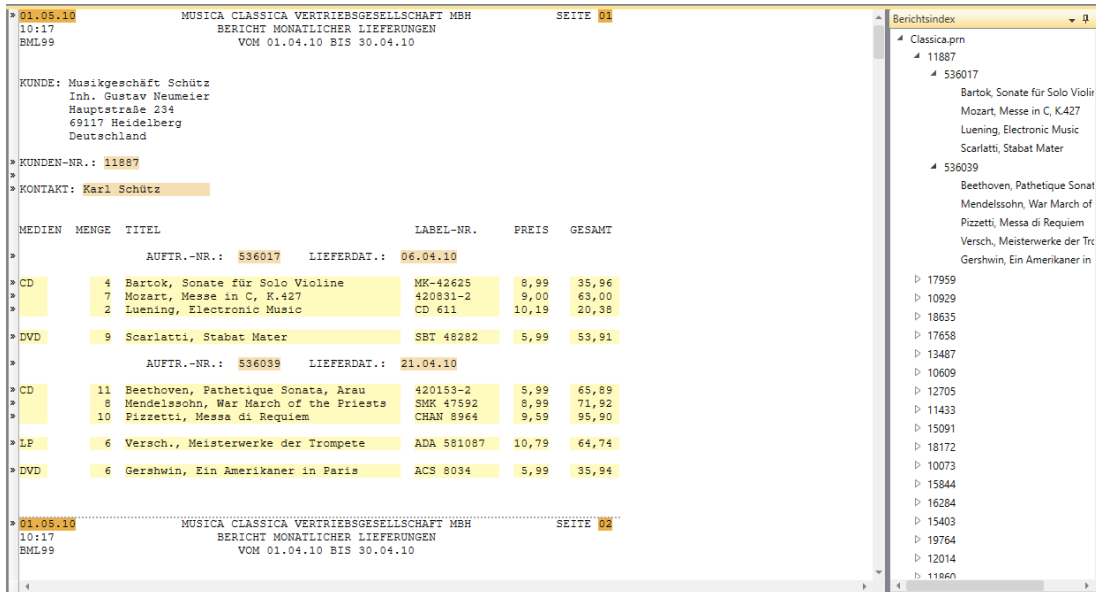 » 01.05.10 MUSICA CLASSICA VERTRIEBSGESELLSCHAFT MBH SEITE 01
10:17 BERICHT MONATLICHER LIEFERUNGEN
BML99 VOM 01.04.10 BIS 30.04.10
KUNDE: Musikgeschäft Schütz
Inh. Gustav Neumeier
Hauptstraße 234
69117 Heidelberg
Deutschland
» KUNDEN-NR.: 11887
»
» KONTAKT: Karl Schütz
MEDIEN MENGE TITEL LABEL-NR. PREIS GESAMT
» AUFTR.-NR.: 536017 LIEFERDAT.: 06.04.10
» CD 4 Bartok, Sonate für Solo Violine MK-42625 8,99 35,96
» 7 Mozart, Messe in C, K.427 420831-2 9,00 63,00
» 2 Luening, Electronic Music CD 611 10,19 20,38
» DVD 9 Scarlatti, Stabat Mater SBT 48282 5,99 53,91
» AUFTR.-NR.: 536039 LIEFERDAT.: 21.04.10
» CD 11 Beethoven, Pathetique Sonata, Arau 420153-2 5,99 65,89
» 8 Mendelssohn, War March of the Priests SMK 47592 8,99 71,92
» 10 Pizzetti, Messa di Requiem CHAN 8964 9,59 95,90
» LP 6 Versch., Meisterwerke der Trompete ADA 581087 10,79 64,74
» DVD 6 Gershwin, Ein Amerikaner in Paris ACS 8034 5,99 35,94
» 01.05.10 MUSICA CLASSICA VERTRIEBSGESELLSCHAFT MBH SEITE 02
10:17 BERICHT MONATLICHER LIEFERUNGEN
BML99 VOM 01.04.10 BIS 30.04.10
Berichtsindex
Classica.prn
11887
536017
Bartok, Sonate für Solo Violin
Mozart, Messe in C, K.427
Luening, Electronic Music
Scarlatti, Stabat Mater
536039
Beethoven, Pathetique Sonat
Mendelssohn, War March of
Pizzetti, Messa di Requiem
Versch., Meisterwerke der Tro
Gershwin, Ein Amerikaner in
17959
10929
18635
17658
13487
10609
12705
11433
15091
18172
10073
15844
16284
15403
19764
12014
11860